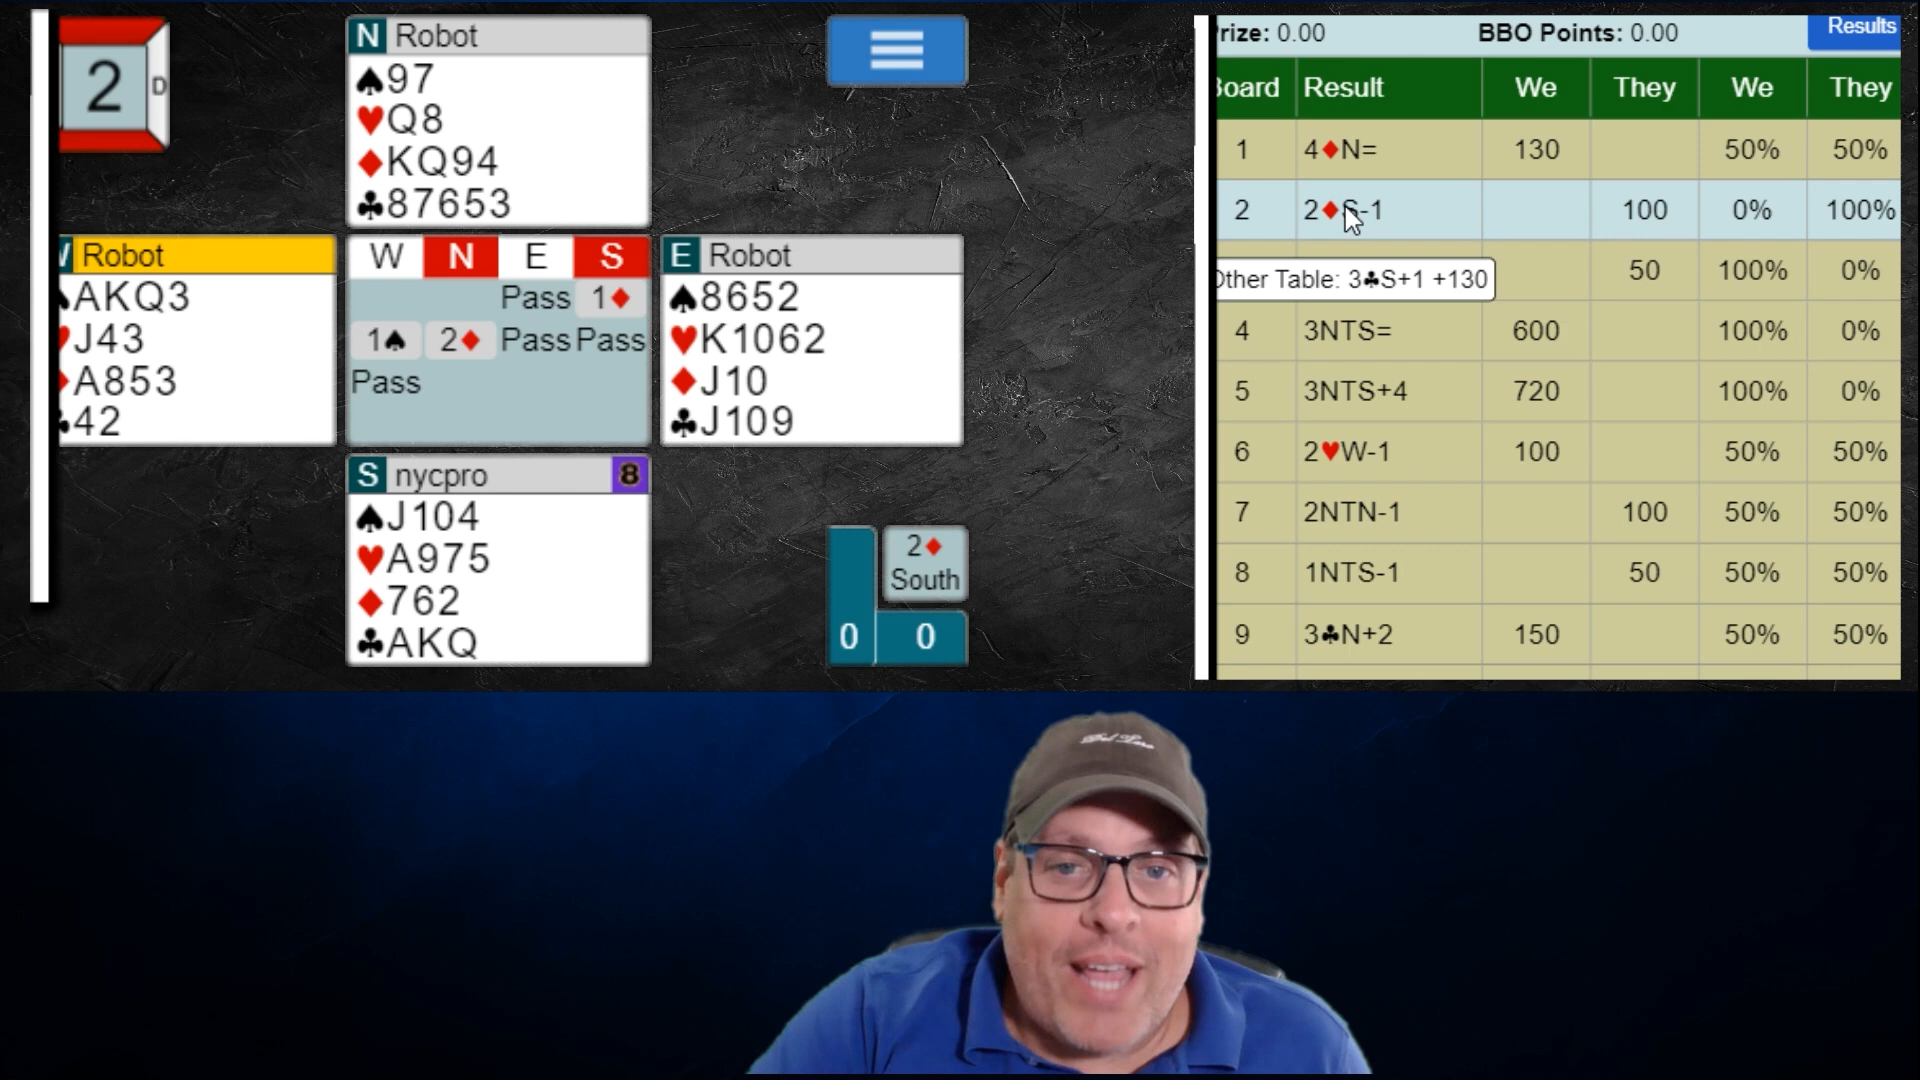 2
D
N Robot
♠97
♥Q8
♦KQ94
♣87653
Robot
AKQ3
J43
A853
42
W N E S
Pass 1♦
1♠ 2♦ Pass Pass
Pass
E Robot
♠8652
♥K1062
♦J10
♣J109
S nycpro 8
♠J104
♥A975
♦762
♣AKQ
2♦
South
0 0
rize: 0.00 BBO Points: 0.00 Results
oard Result We They We They
1 4♦N= 130 50% 50%
2 2♦S-1 100 0% 100%
50 100% 0%
Other Table: 3♣S+1 +130
4 3NTS= 600 100% 0%
5 3NTS+4 720 100% 0%
6 2♥W-1 100 50% 50%
7 2NTN-1 100 50% 50%
8 1NTS-1 50 50% 50%
9 3♣N+2 150 50% 50%